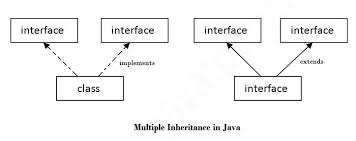 interface interface interface interface
implements extends
class interface
Multiple Inheritance in Java